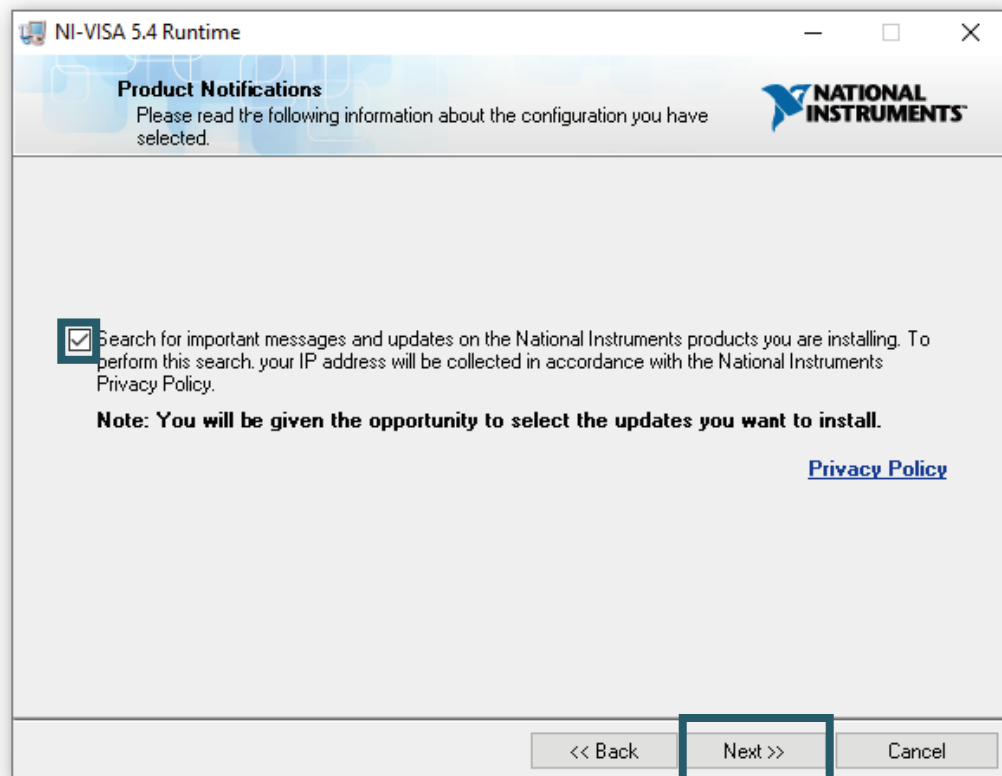 NI-VISA 5.4 Runtime
Product Notifications
Please read the following information about the configuration you have
selected.
NATIONAL
INSTRUMENTS™
Search for important messages and updates on the National Instruments products you are installing. To
perform this search, your IP address will be collected in accordance with the National Instruments
Privacy Policy.
Note: You will be given the opportunity to select the updates you want to install.
Privacy Policy
<< Back
Next >>
Cancel